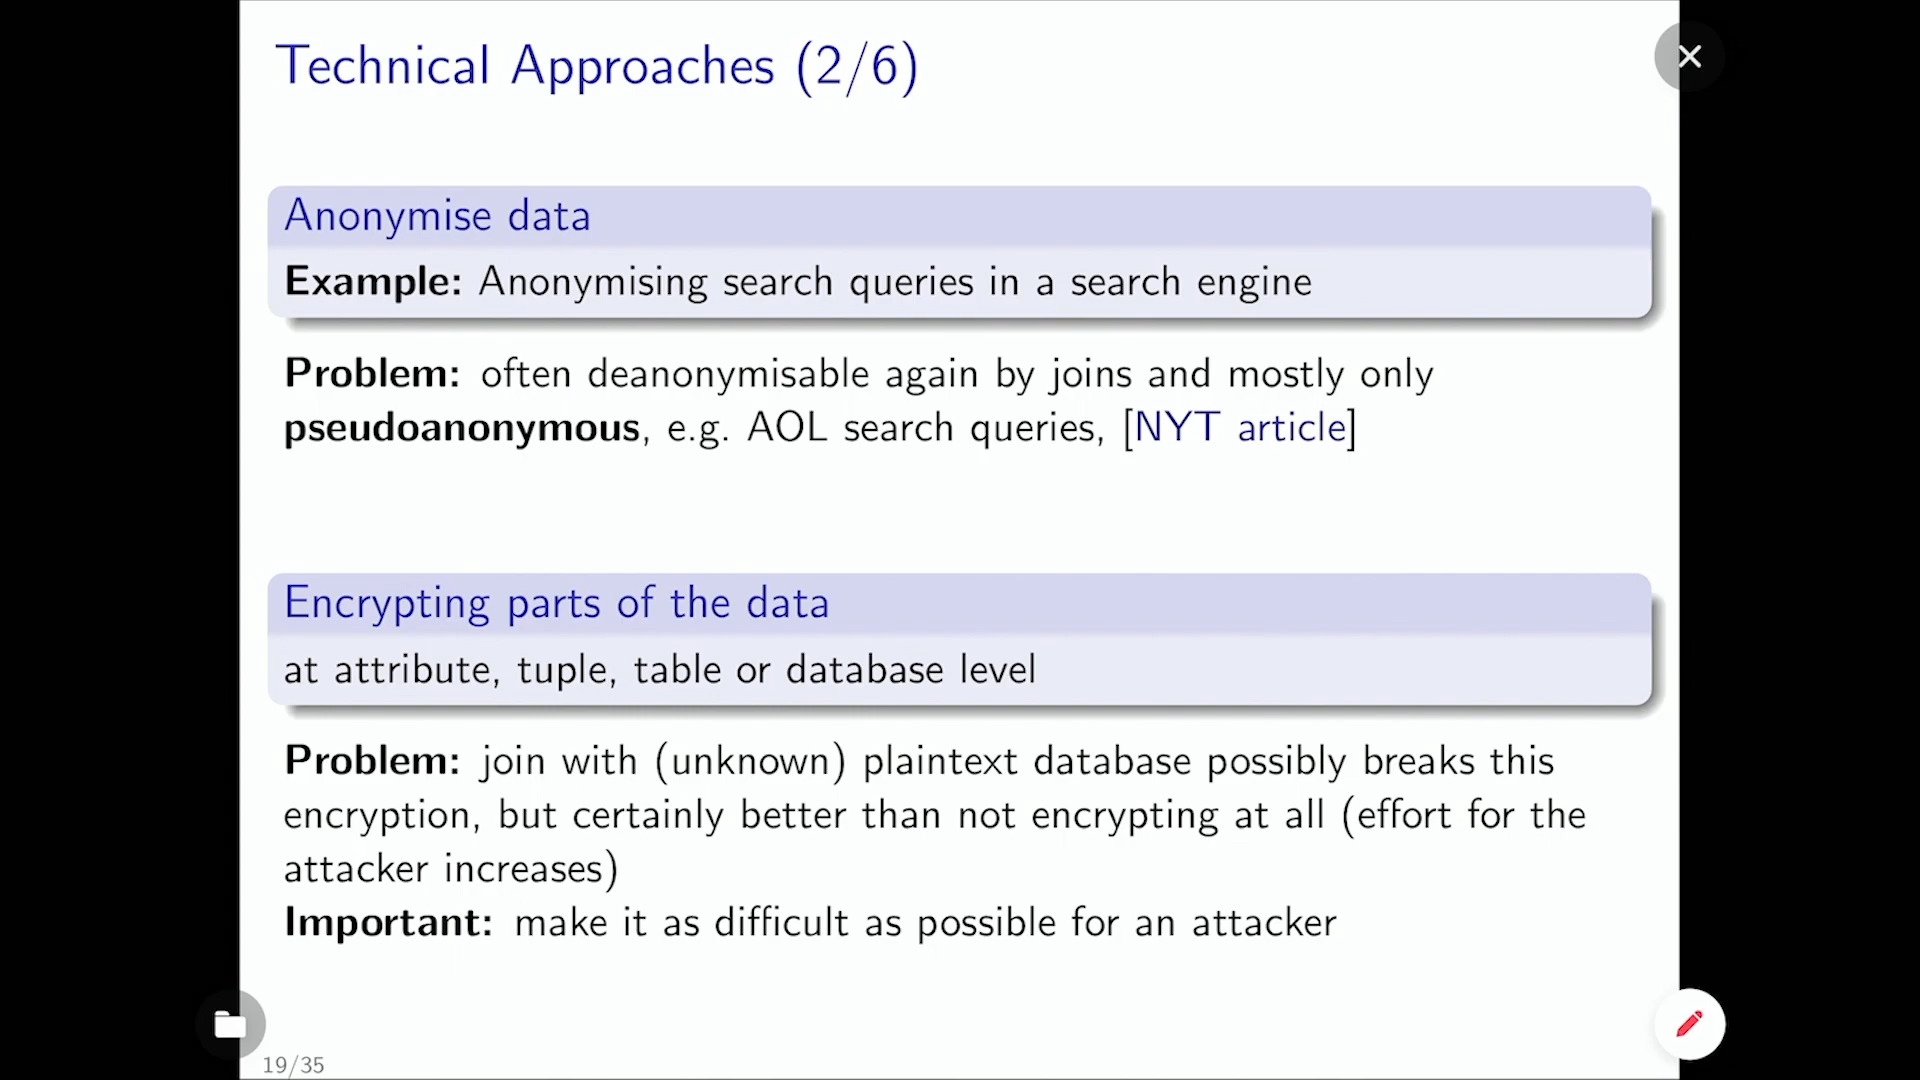 Technical Approaches (2/6)
Anonymise data
Example: Anonymising search queries in a search engine
Problem: often deanonymisable again by joins and mostly only
pseudoanonymous, e.g. AOL search queries, [NYT article]
Encrypting parts of the data
at attribute, tuple, table or database level
Problem: join with (unknown) plaintext database possibly breaks this
encryption, but certainly better than not encrypting at all (effort for the
attacker increases)
Important: make it as difficult as possible for an attacker
19/35